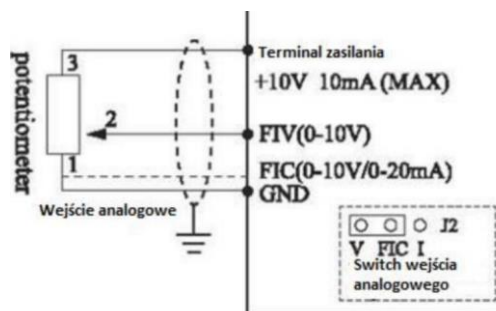 potentiometer
3
2
1
Terminal zasilania
+10V 10mA (MAX)
FIV(0-10V)
FIC(0-10V/0-20mA)
GND
Wejście analogowe
J2
V FIC I
Switch wejścia
analogowego